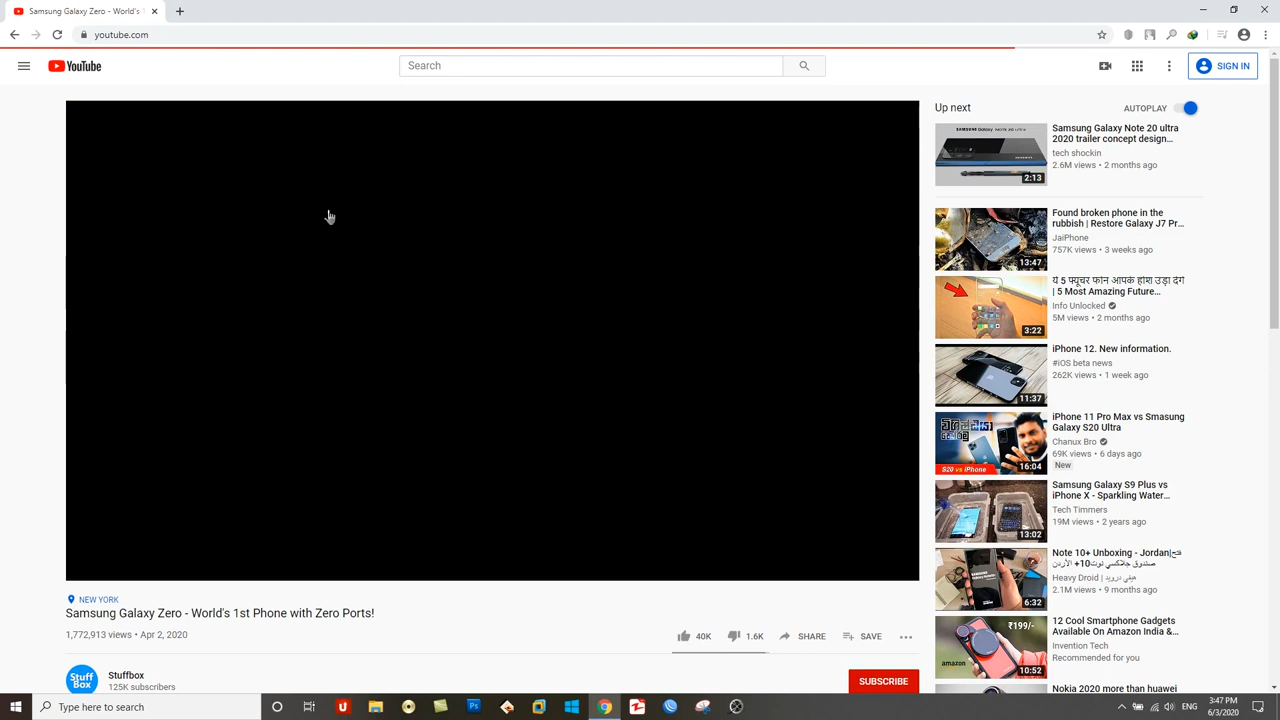 Samsung Galaxy Zero - World's 1
youtube.com
YouTube
Search
SIGN IN
Up next
AUTOPLAY
Samsung Galaxy Note 20 ultra
2020 trailer concept design...
tech shockin
2.6M views • 2 months ago
2:13
Found broken phone in the
rubbish | Restore Galaxy J7 Pr...
JaiPhone
757K views • 3 weeks ago
13:47
ये 5 फ्यूचर फोन आपके होश उड़ा देंगे
| 5 Most Amazing Future...
Info Unlocked
5M views • 2 months ago
3:22
iPhone 12. New information.
#iOS beta news
262K views • 1 week ago
11:37
iPhone 11 Pro Max vs Smasung
Galaxy S20 Ultra
Chanux Bro
69K views • 6 days ago
New
S20 vs iPhone
16:04
Samsung Galaxy S9 Plus vs
iPhone X - Sparkling Water...
Tech Timmers
19M views • 2 years ago
13:02
Note 10+ Unboxing - Jordan|فتح
صندوق جلاكسي نوت10+ الأردن
Heavy Droid | هيفي درويد
2.1M views • 9 months ago
6:32
12 Cool Smartphone Gadgets
Available On Amazon India &...
Invention Tech
Recommended for you
₹199/-
amazon
10:52
Nokia 2020 more than huawei
NEW YORK
Samsung Galaxy Zero - World's 1st Phone with Zero Ports!
1,772,913 views • Apr 2, 2020
40K
1.6K
SHARE
SAVE
Stuff
Box
Stuffbox
125K subscribers
SUBSCRIBE
Type here to search
3:47 PM
6/3/2020